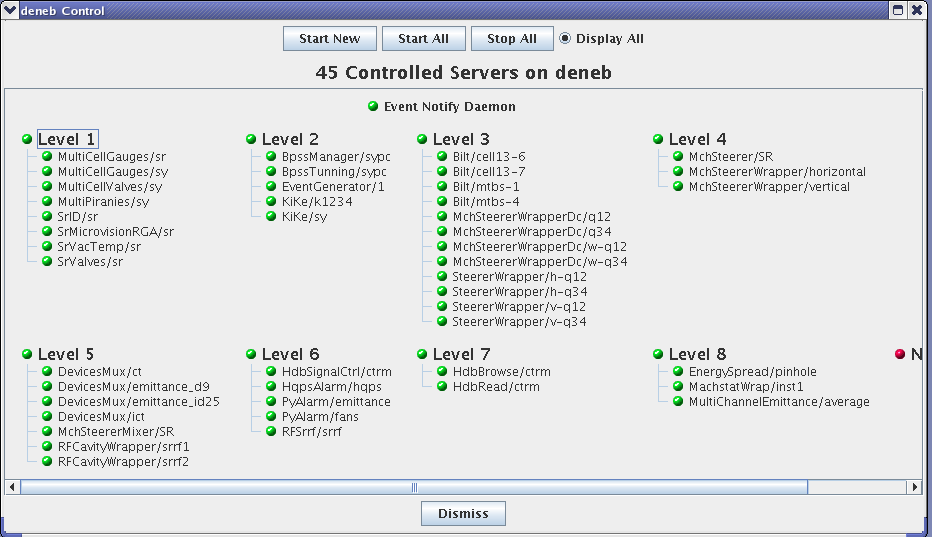 deneb Control
Start New Start All Stop All Display All
45 Controlled Servers on deneb
Event Notify Daemon
Level 1
MultiCellGauges/sr
MultiCellGauges/sy
MultiCellValves/sy
MultiPiranies/sy
SrID/sr
SrMicrovisionRGA/sr
SrVacTemp/sr
SrValves/sr
Level 2
BpssManager/sypc
BpssTunning/sypc
EventGenerator/1
KiKe/k1234
KiKe/sy
Level 3
Bilt/cell13-6
Bilt/cell13-7
Bilt/mtbs-1
Bilt/mtbs-4
MchSteererWrapperDc/q12
MchSteererWrapperDc/q34
MchSteererWrapperDc/w-q12
MchSteererWrapperDc/w-q34
SteererWrapper/h-q12
SteererWrapper/h-q34
SteererWrapper/v-q12
SteererWrapper/v-q34
Level 4
MchSteerer/SR
MchSteererWrapper/horizontal
MchSteererWrapper/vertical
Level 5
DevicesMux/ct
DevicesMux/emittance_d9
DevicesMux/emittance_id25
DevicesMux/ict
MchSteererMixer/SR
RFCavityWrapper/srrf1
RFCavityWrapper/srrf2
Level 6
HdbSignalCtrl/ctrm
HqpsAlarm/hqps
PyAlarm/emittance
PyAlarm/fans
RFSrrf/srrf
Level 7
HdbBrowse/ctrm
HdbRead/ctrm
Level 8
EnergySpread/pinhole
MachstatWrap/inst1
MultiChannelEmittance/average
N
Dismiss